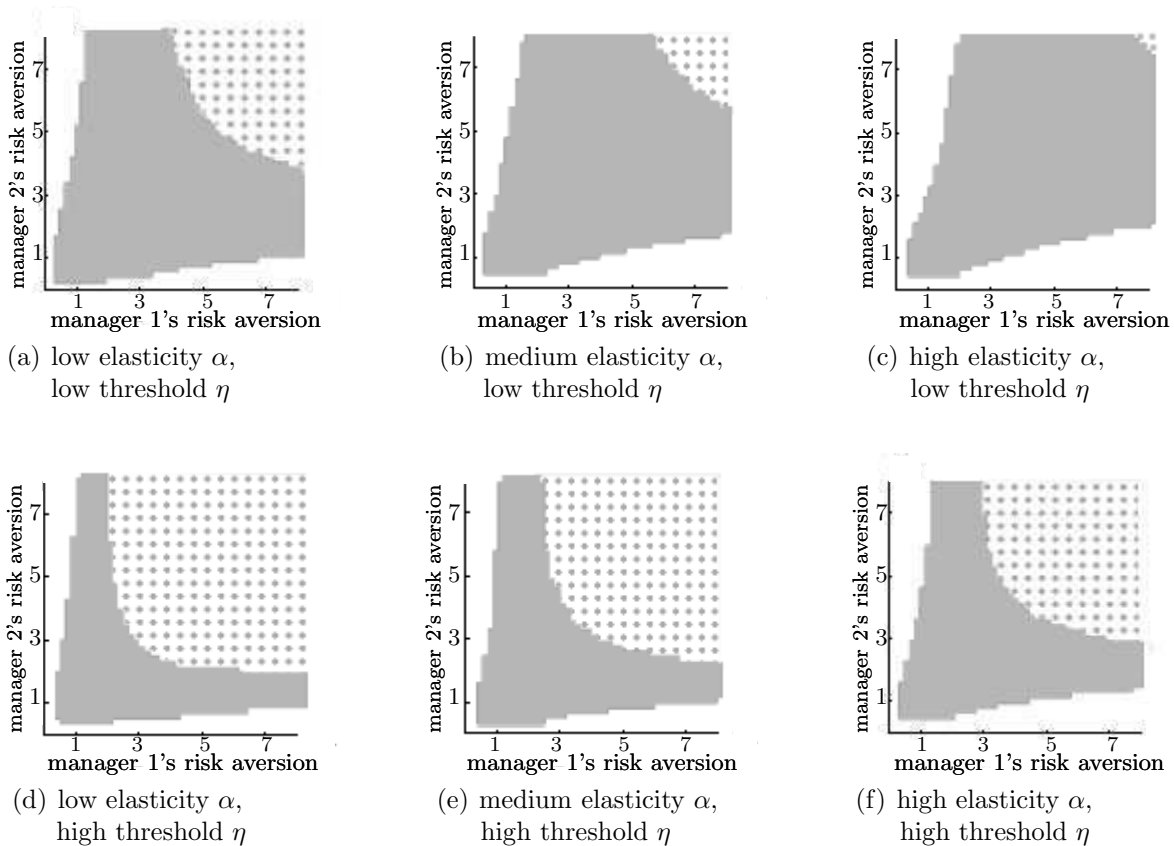 manager 2's risk aversion
7
5
3
1
1 3 5 7
manager 1's risk aversion
(a) low elasticity α,
low threshold η
manager 2's risk aversion
7
5
3
1
1 3 5 7
manager 1's risk aversion
(b) medium elasticity α,
low threshold η
manager 2's risk aversion
7
5
3
1
1 3 5 7
manager 1's risk aversion
(c) high elasticity α,
low threshold η
manager 2's risk aversion
7
5
3
1
1 3 5 7
manager 1's risk aversion
(d) low elasticity α,
high threshold η
manager 2's risk aversion
7
5
3
1
1 3 5 7
manager 1's risk aversion
(e) medium elasticity α,
high threshold η
manager 2's risk aversion
7
5
3
1
1 3 5 7
manager 1's risk aversion
(f) high elasticity α,
high threshold η